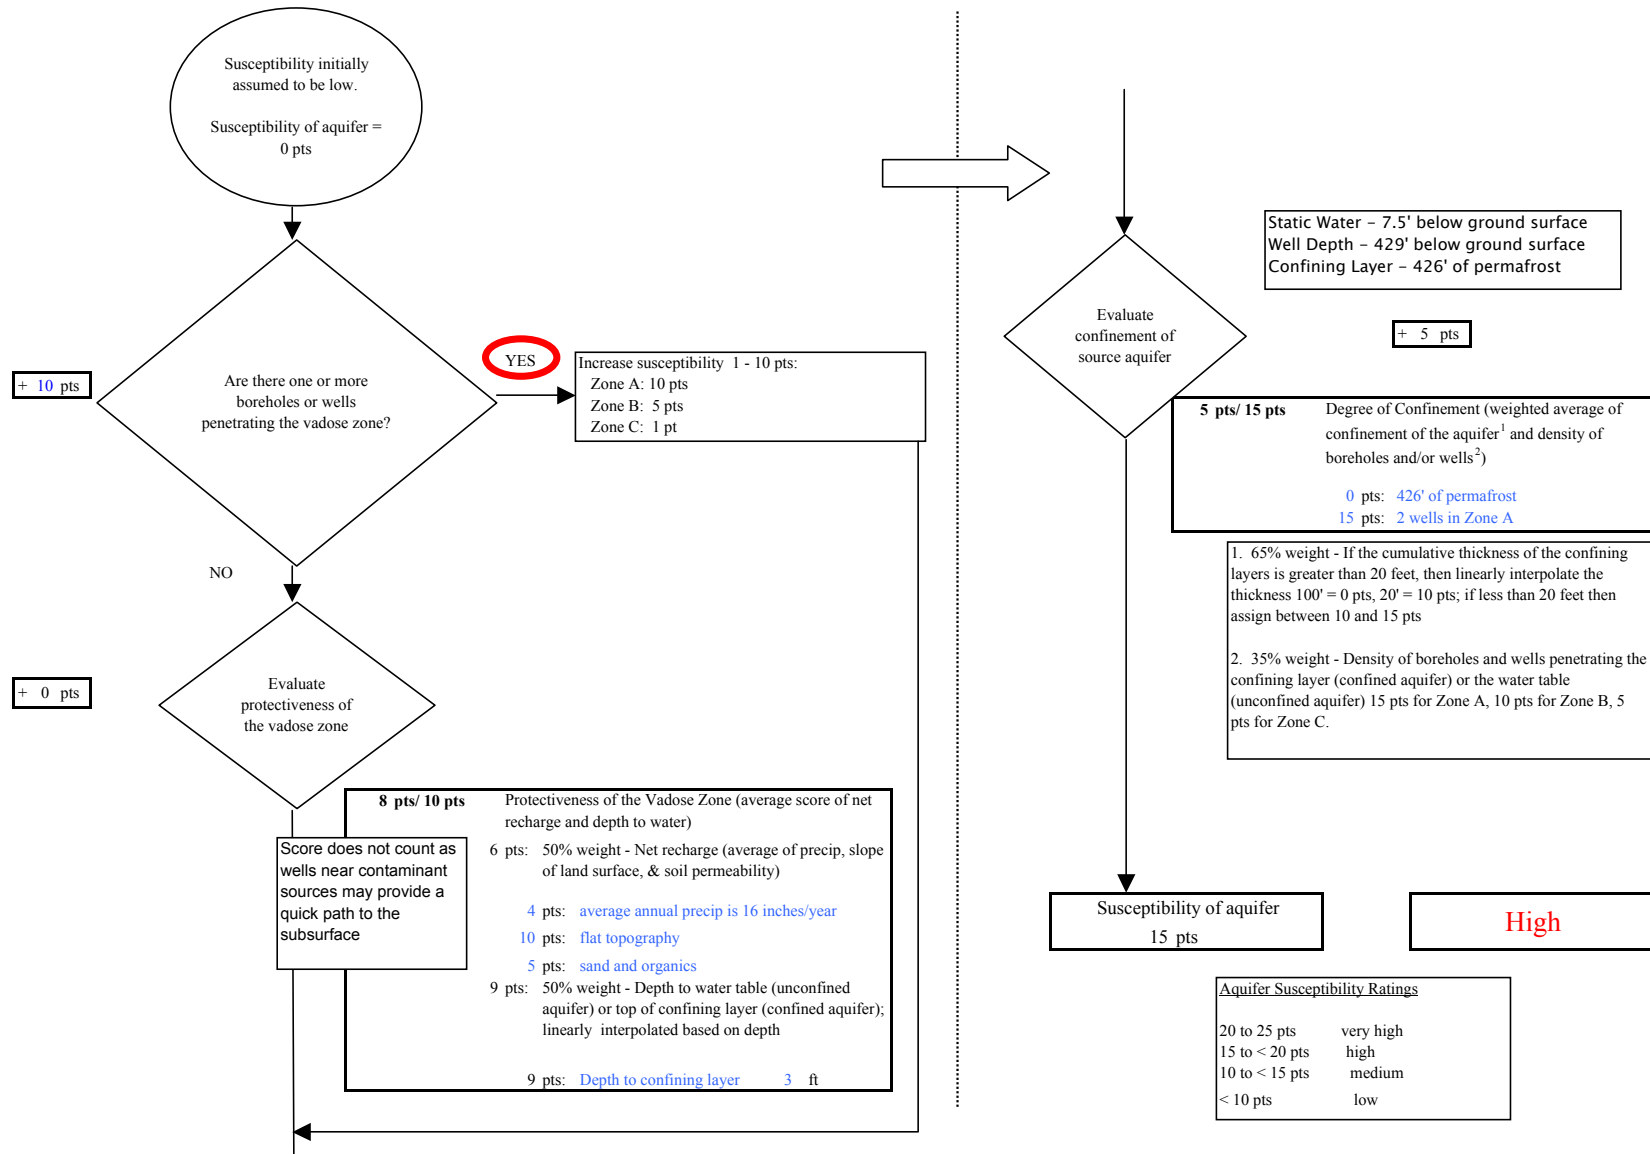 Susceptibility initially
assumed to be low.
Susceptibility of aquifer =
0 pts
+ 10 pts
Are there one or more
boreholes or wells
penetrating the vadose zone?
YES
Increase susceptibility 1 - 10 pts:
Zone A: 10 pts
Zone B: 5 pts
Zone C: 1 pt
NO
+ 0 pts
Evaluate
protectiveness of
the vadose zone
8 pts/ 10 pts
Protectiveness of the Vadose Zone (average score of net
recharge and depth to water)
Score does not count as
wells near contaminant
sources may provide a
quick path to the
subsurface
6 pts: 50% weight - Net recharge (average of precip, slope
of land surface, & soil permeability)
4 pts: average annual precip is 16 inches/year
10 pts: flat topography
5 pts: sand and organics
9 pts: 50% weight - Depth to water table (unconfined
aquifer) or top of confining layer (confined aquifer);
linearly interpolated based on depth
9 pts: Depth to confining layer 3 ft
Static Water – 7.5' below ground surface
Well Depth – 429' below ground surface
Confining Layer – 426' of permafrost
Evaluate
confinement of
source aquifer
+ 5 pts
5 pts/ 15 pts
Degree of Confinement (weighted average of
confinement of the aquifer1 and density of
boreholes and/or wells2)
0 pts: 426' of permafrost
15 pts: 2 wells in Zone A
1. 65% weight - If the cumulative thickness of the confining
layers is greater than 20 feet, then linearly interpolate the
thickness 100' = 0 pts, 20' = 10 pts; if less than 20 feet then
assign between 10 and 15 pts
2. 35% weight - Density of boreholes and wells penetrating the
confining layer (confined aquifer) or the water table
(unconfined aquifer) 15 pts for Zone A, 10 pts for Zone B, 5
pts for Zone C.
Susceptibility of aquifer
15 pts
High
Aquifer Susceptibility Ratings
20 to 25 pts very high
15 to < 20 pts high
10 to < 15 pts medium
< 10 pts low